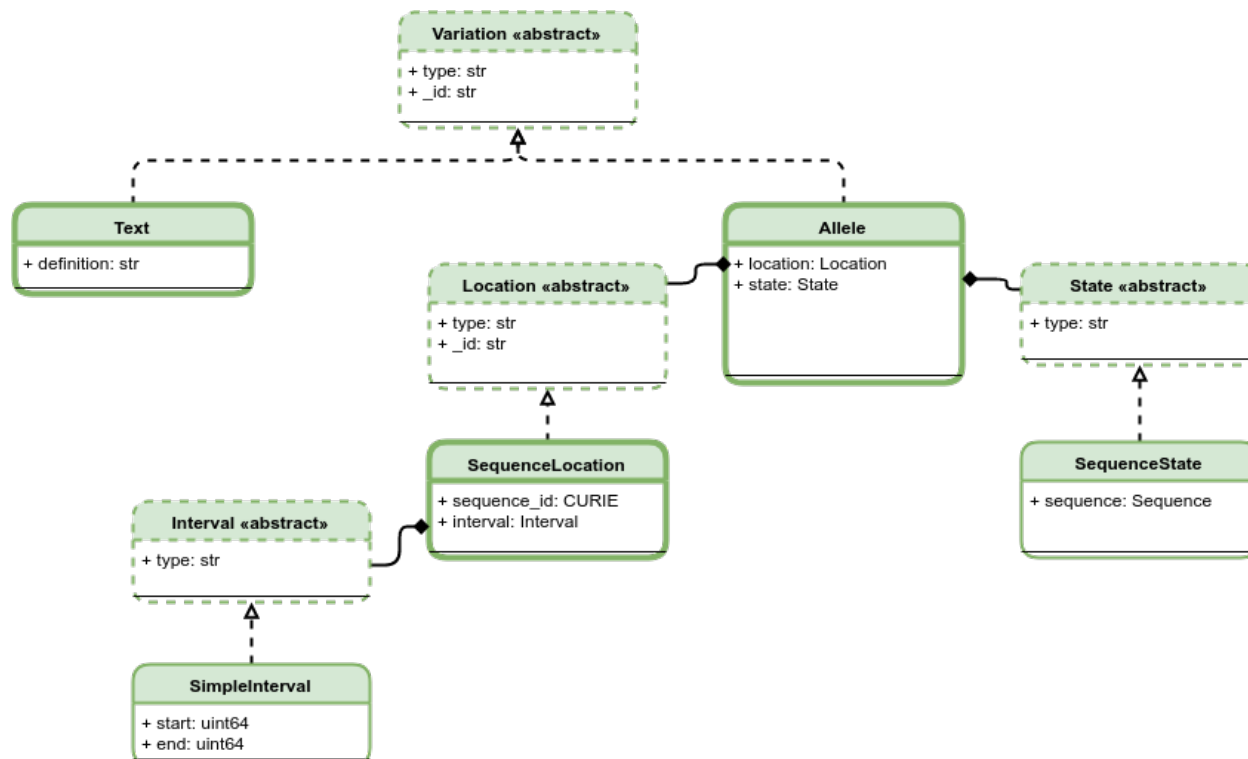 Variation «abstract»
+ type: str
+ _id: str
Text
+ definition: str
Allele
+ location: Location
+ state: State
Location «abstract»
+ type: str
+ _id: str
State «abstract»
+ type: str
SequenceLocation
+ sequence_id: CURIE
+ interval: Interval
SequenceState
+ sequence: Sequence
Interval «abstract»
+ type: str
SimpleInterval
+ start: uint64
+ end: uint64